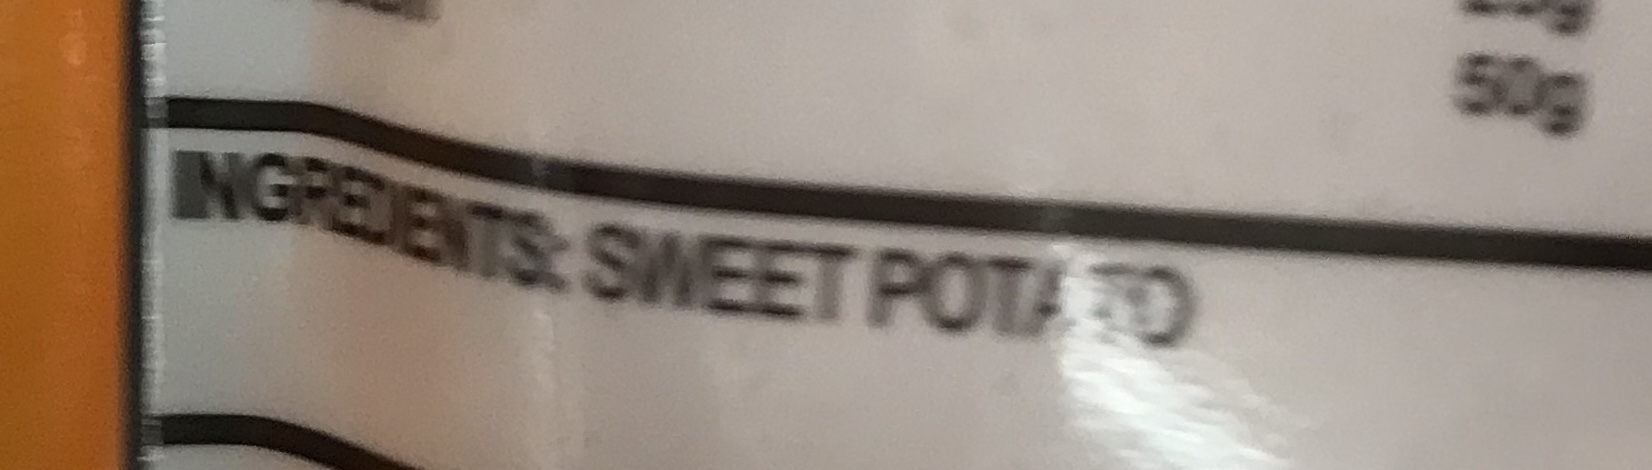 50g
INGREDIENTS: SWEET POTATO